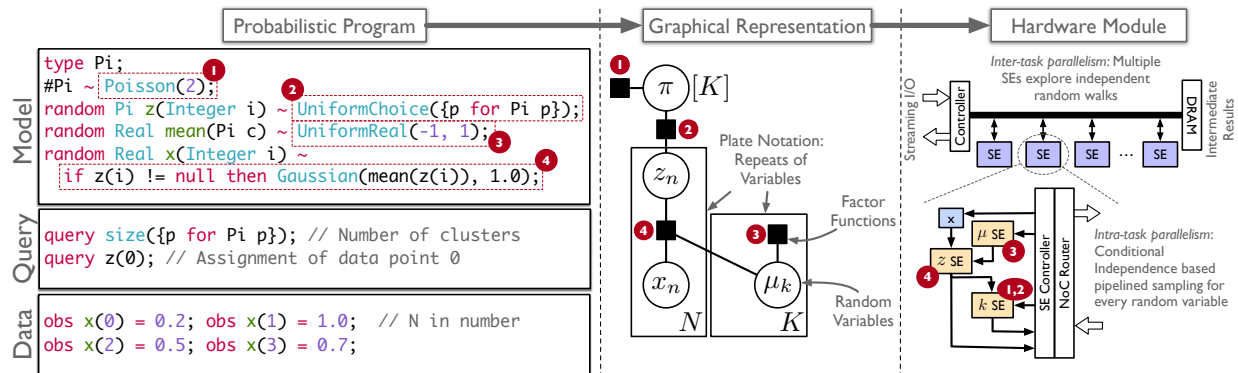 Probabilistic Program
Graphical Representation
Hardware Module
Model
type Pi;
#Pi ~ Poisson(2);
random Pi z(Integer i) ~ UniformChoice({p for Pi p});
random Real mean(Pi c) ~ UniformReal(-1, 1);
random Real x(Integer i) ~
if z(i) != null then Gaussian(mean(z(i)), 1.0);
1
2
3
4
Query
query size({p for Pi p}); // Number of clusters
query z(0); // Assignment of data point 0
Data
obs x(0) = 0.2; obs x(1) = 1.0; // N in number
obs x(2) = 0.5; obs x(3) = 0.7;
1
π [K]
2
Plate Notation:
Repeats of
Variables
z_n
Factor
Functions
4
3
x_n
μ_k
Random
Variables
N
K
Inter-task parallelism: Multiple
SEs explore independent
random walks
Streaming I/O
Controller
DRAM
Intermediate
Results
SE
SE
SE
...
SE
x
μ SE
3
z SE
4
1,2
k SE
SE Controller
NoC Router
Intra-task parallelism:
Conditional
Independence based
pipelined sampling for
every random variable